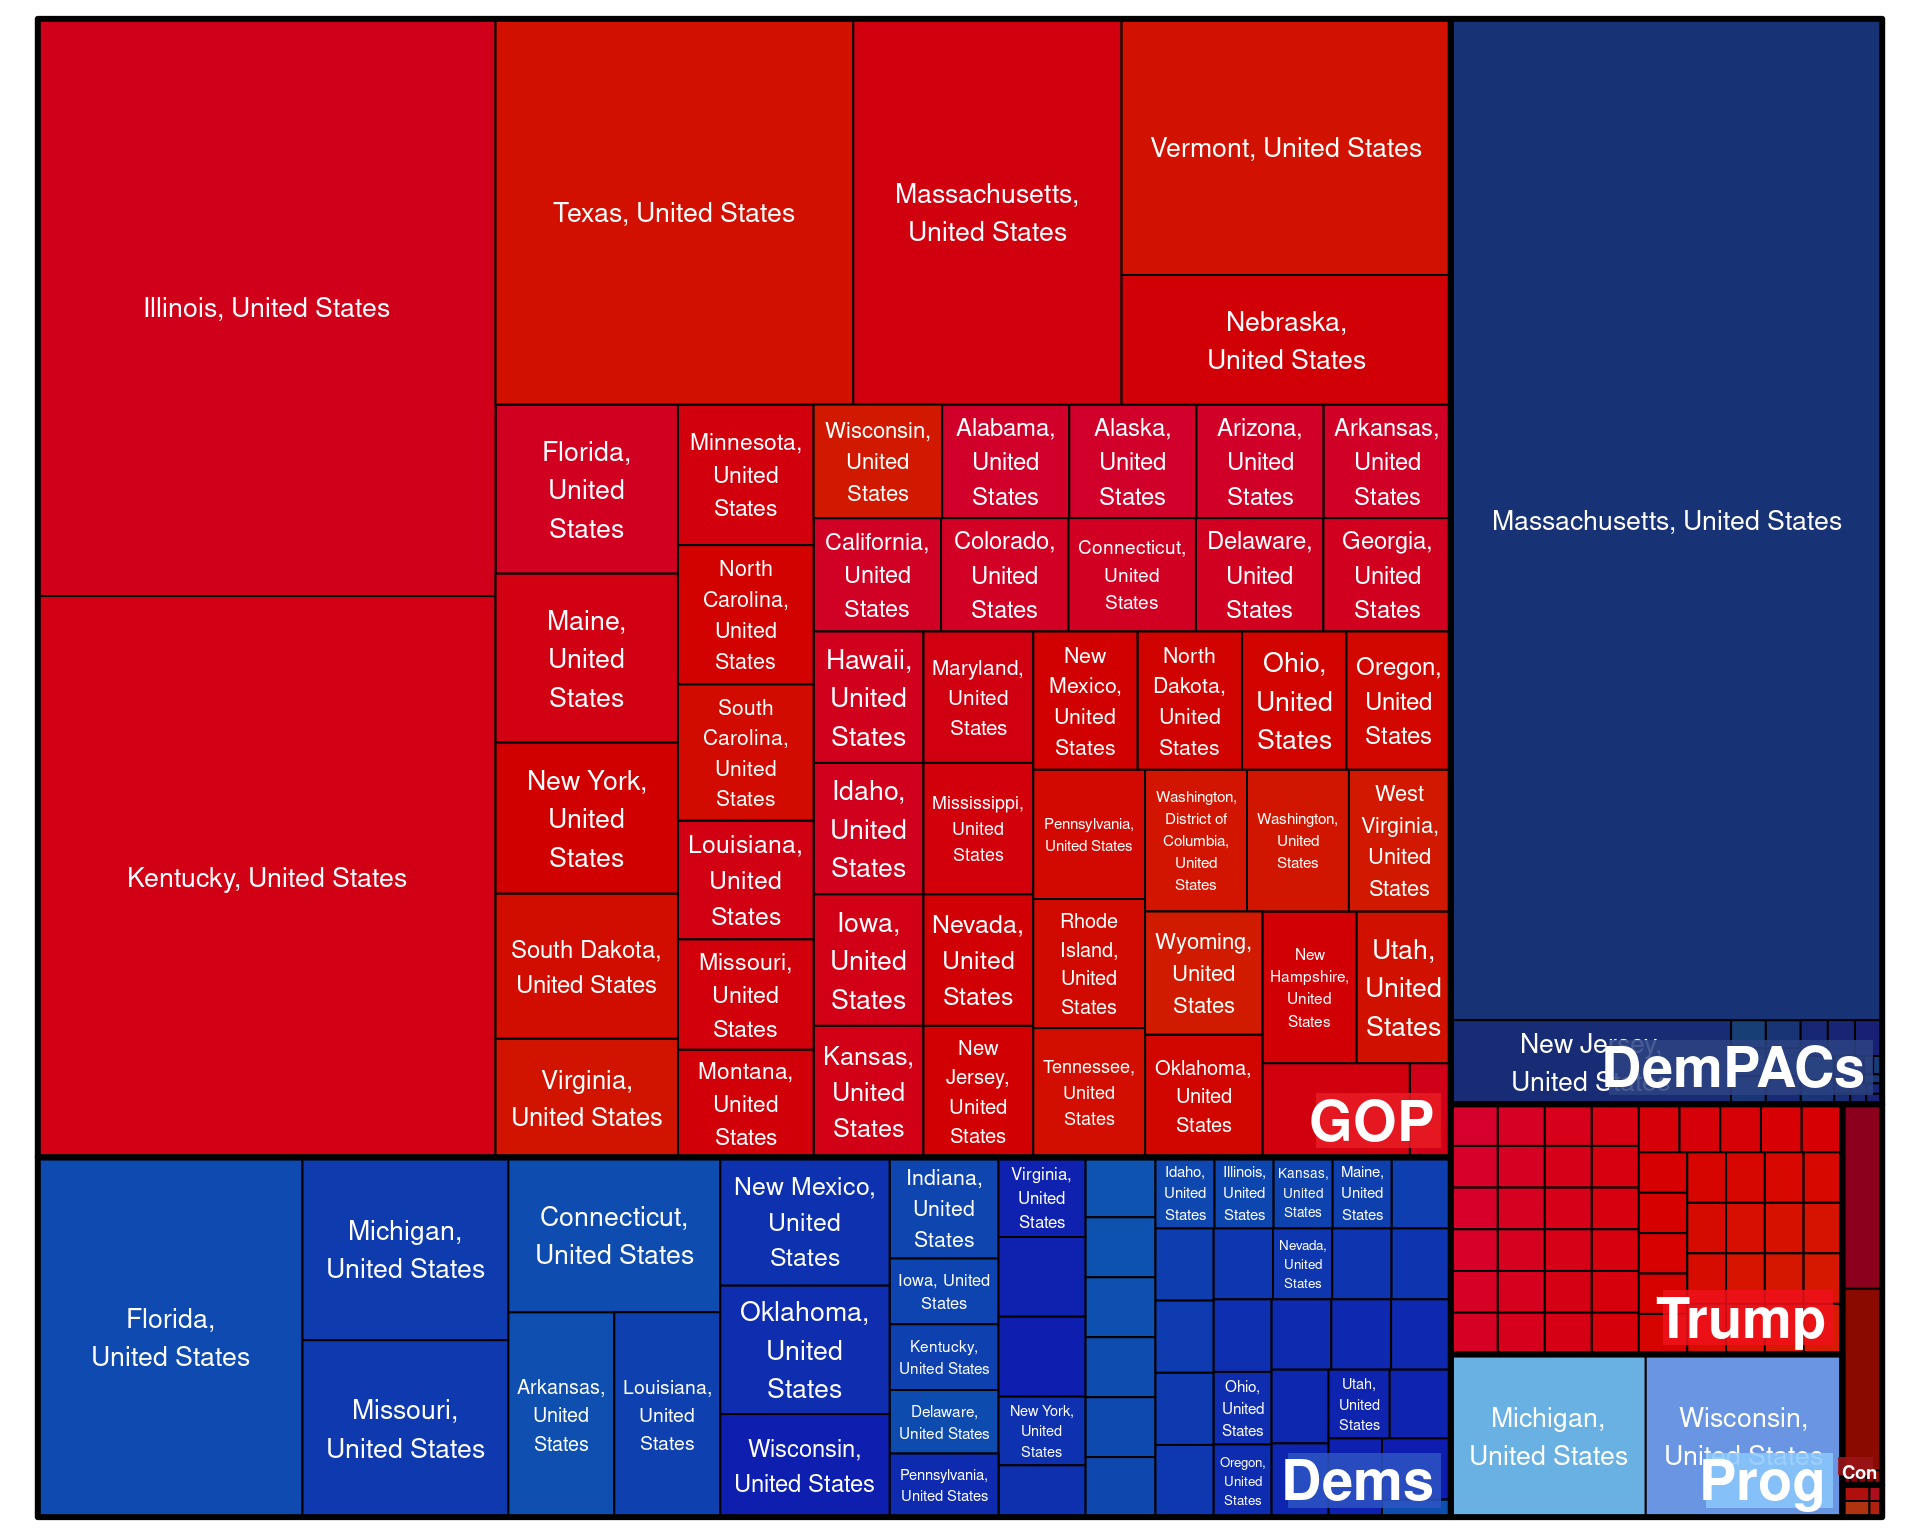 Illinois, United States
Kentucky, United States
Texas, United States
Massachusetts,
United States
Vermont, United States
Nebraska,
United States
Florida,
United
States
Maine,
United
States
New York,
United
States
South Dakota,
United States
Virginia,
United States
Minnesota,
United
States
North
Carolina,
United
States
South
Carolina,
United
States
Louisiana,
United
States
Missouri,
United
States
Montana,
United
States
Wisconsin,
United
States
Alabama,
United
States
Alaska,
United
States
Arizona,
United
States
Arkansas,
United
States
California,
United
States
Colorado,
United
States
Connecticut,
United
States
Delaware,
United
States
Georgia,
United
States
Hawaii,
United
States
Idaho,
United
States
Iowa,
United
States
Kansas,
United
States
Maryland,
United
States
Mississippi,
United
States
Nevada,
United
States
New
Jersey,
United
States
New
Mexico,
United
States
North
Dakota,
United
States
Ohio,
United
States
Oregon,
United
States
Pennsylvania,
United States
Rhode
Island,
United
States
Tennessee,
United
States
Washington,
District of
Columbia,
United
States
Washington,
United
States
West
Virginia,
United
States
Wyoming,
United
States
Oklahoma,
United
States
New
Hampshire,
United
States
Utah,
United
States
GOP
Massachusetts, United States
New Jersey,
United States
DemPACs
Florida,
United States
Michigan,
United States
Missouri,
United States
Connecticut,
United States
Arkansas,
United
States
Louisiana,
United
States
New Mexico,
United
States
Oklahoma,
United
States
Wisconsin,
United States
Indiana,
United
States
Iowa, United
States
Kentucky,
United States
Delaware,
United States
Pennsylvania,
United States
Virginia,
United
States
New York,
United
States
Idaho,
United
States
Illinois,
United
States
Kansas,
United
States
Maine,
United
States
Nevada,
United
States
Ohio,
United
States
Utah,
United
States
Oregon,
United
States
Dems
Trump
Michigan,
United States
Wisconsin,
United States
Prog
Con